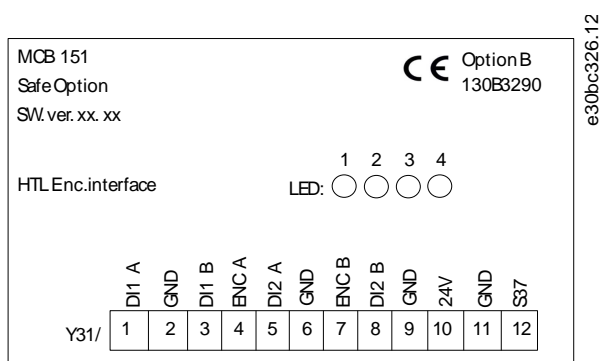 MCB 151
Safe Option
SW. ver. xx. xx
CE Option B
130B3290
HTL Enc.interface
1 2 3 4
LED:
DI1 A GND DI1 B ENC A DI2 A GND ENC B DI2 B GND 24V GND S37
Y31/ 1 2 3 4 5 6 7 8 9 10 11 12
e30bc326.12